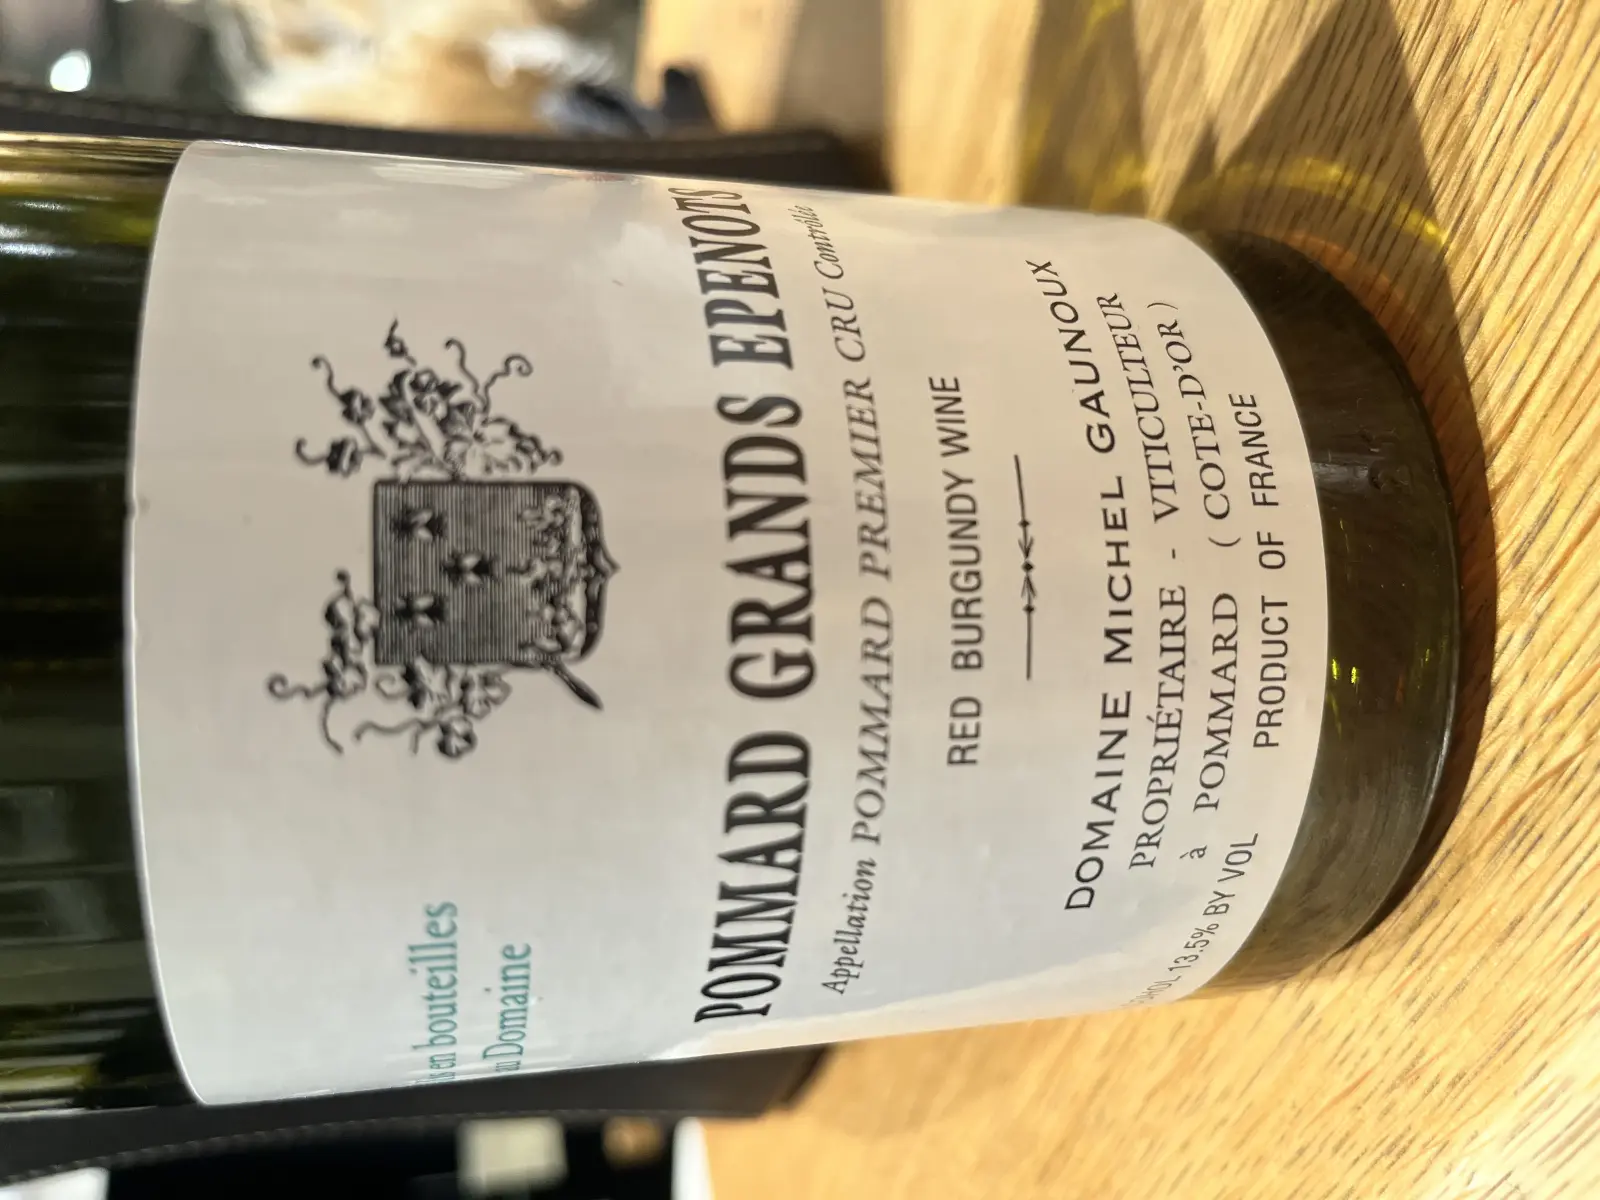 en bouteilles
au Domaine
POMMARD GRANDS EPENOTS
Appellation POMMARD PREMIER CRU Contrôlée
RED BURGUNDY WINE
DOMAINE MICHEL GAUNOUX
PROPRIÉTAIRE - VITICULTEUR
à POMMARD ( COTE-D'OR )
13.5% BY VOL PRODUCT OF FRANCE